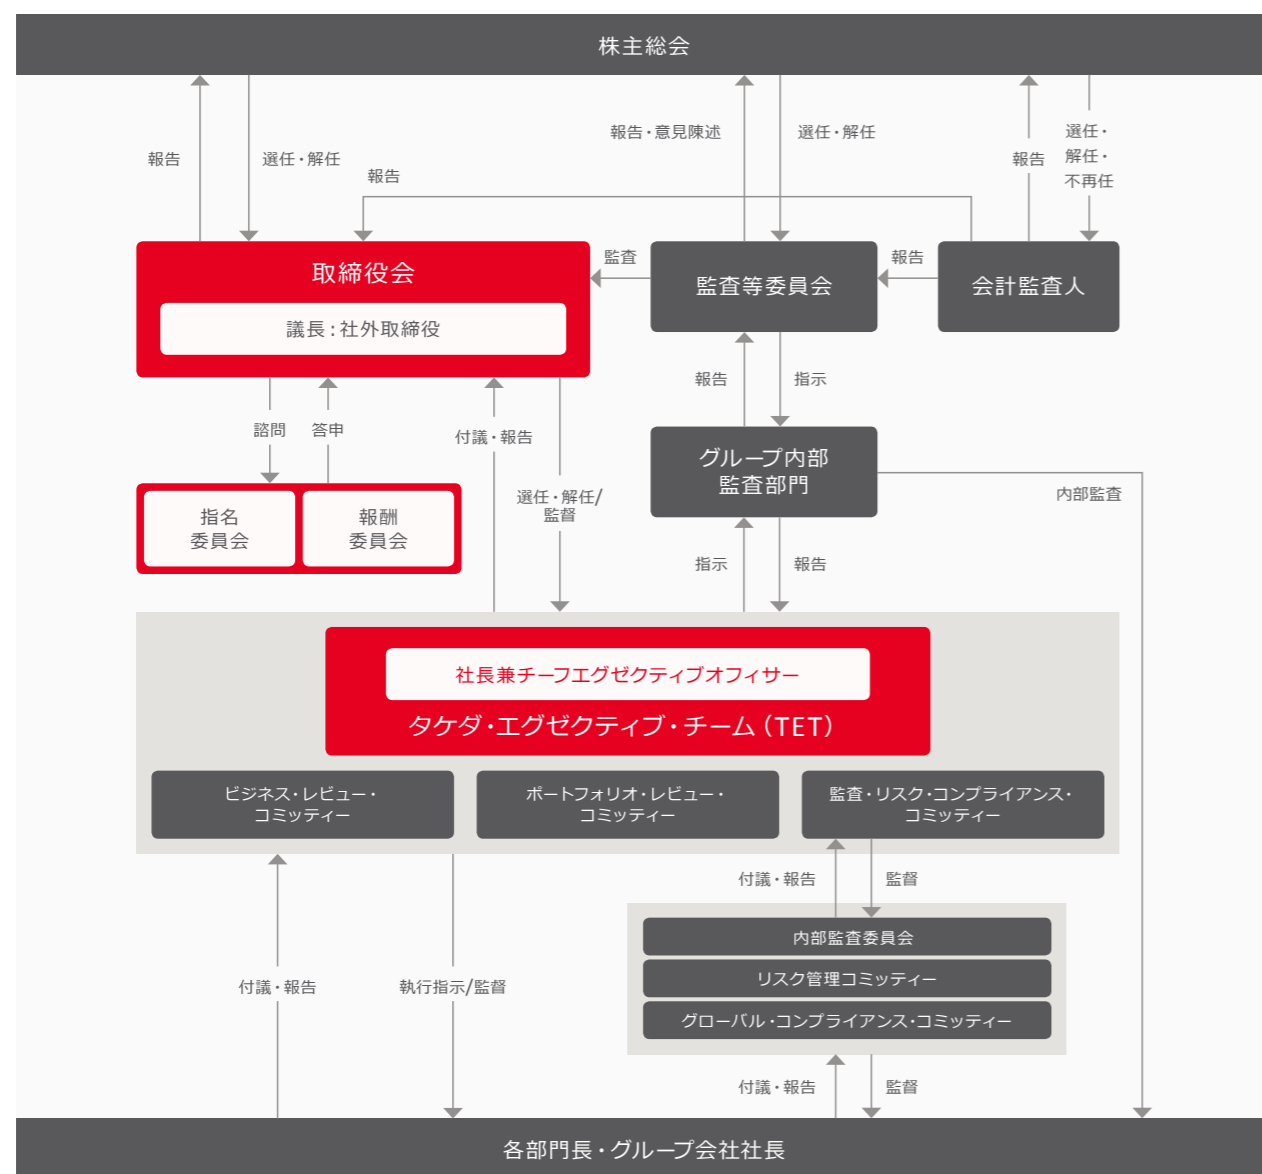 株主総会
報告
選任・解任
報告・意見陳述
選任・解任
報告
選任・
解任・
不再任
報告
取締役会
議長：社外取締役
監査
監査等委員会
報告
会計監査人
諮問
答申
付議・報告
選任・解任/
監督
報告
指示
グループ内部
監査部門
内部監査
指名
委員会
報酬
委員会
指示
報告
社長兼チーフエグゼクティブオフィサー
タケダ・エグゼクティブ・チーム（TET）
ビジネス・レビュー・
コミッティー
ポートフォリオ・レビュー・
コミッティー
監査・リスク・コンプライアンス・
コミッティー
付議・報告
監督
内部監査委員会
リスク管理コミッティー
グローバル・コンプライアンス・コミッティー
付議・報告
執行指示/監督
付議・報告
監督
各部門長・グループ会社社長